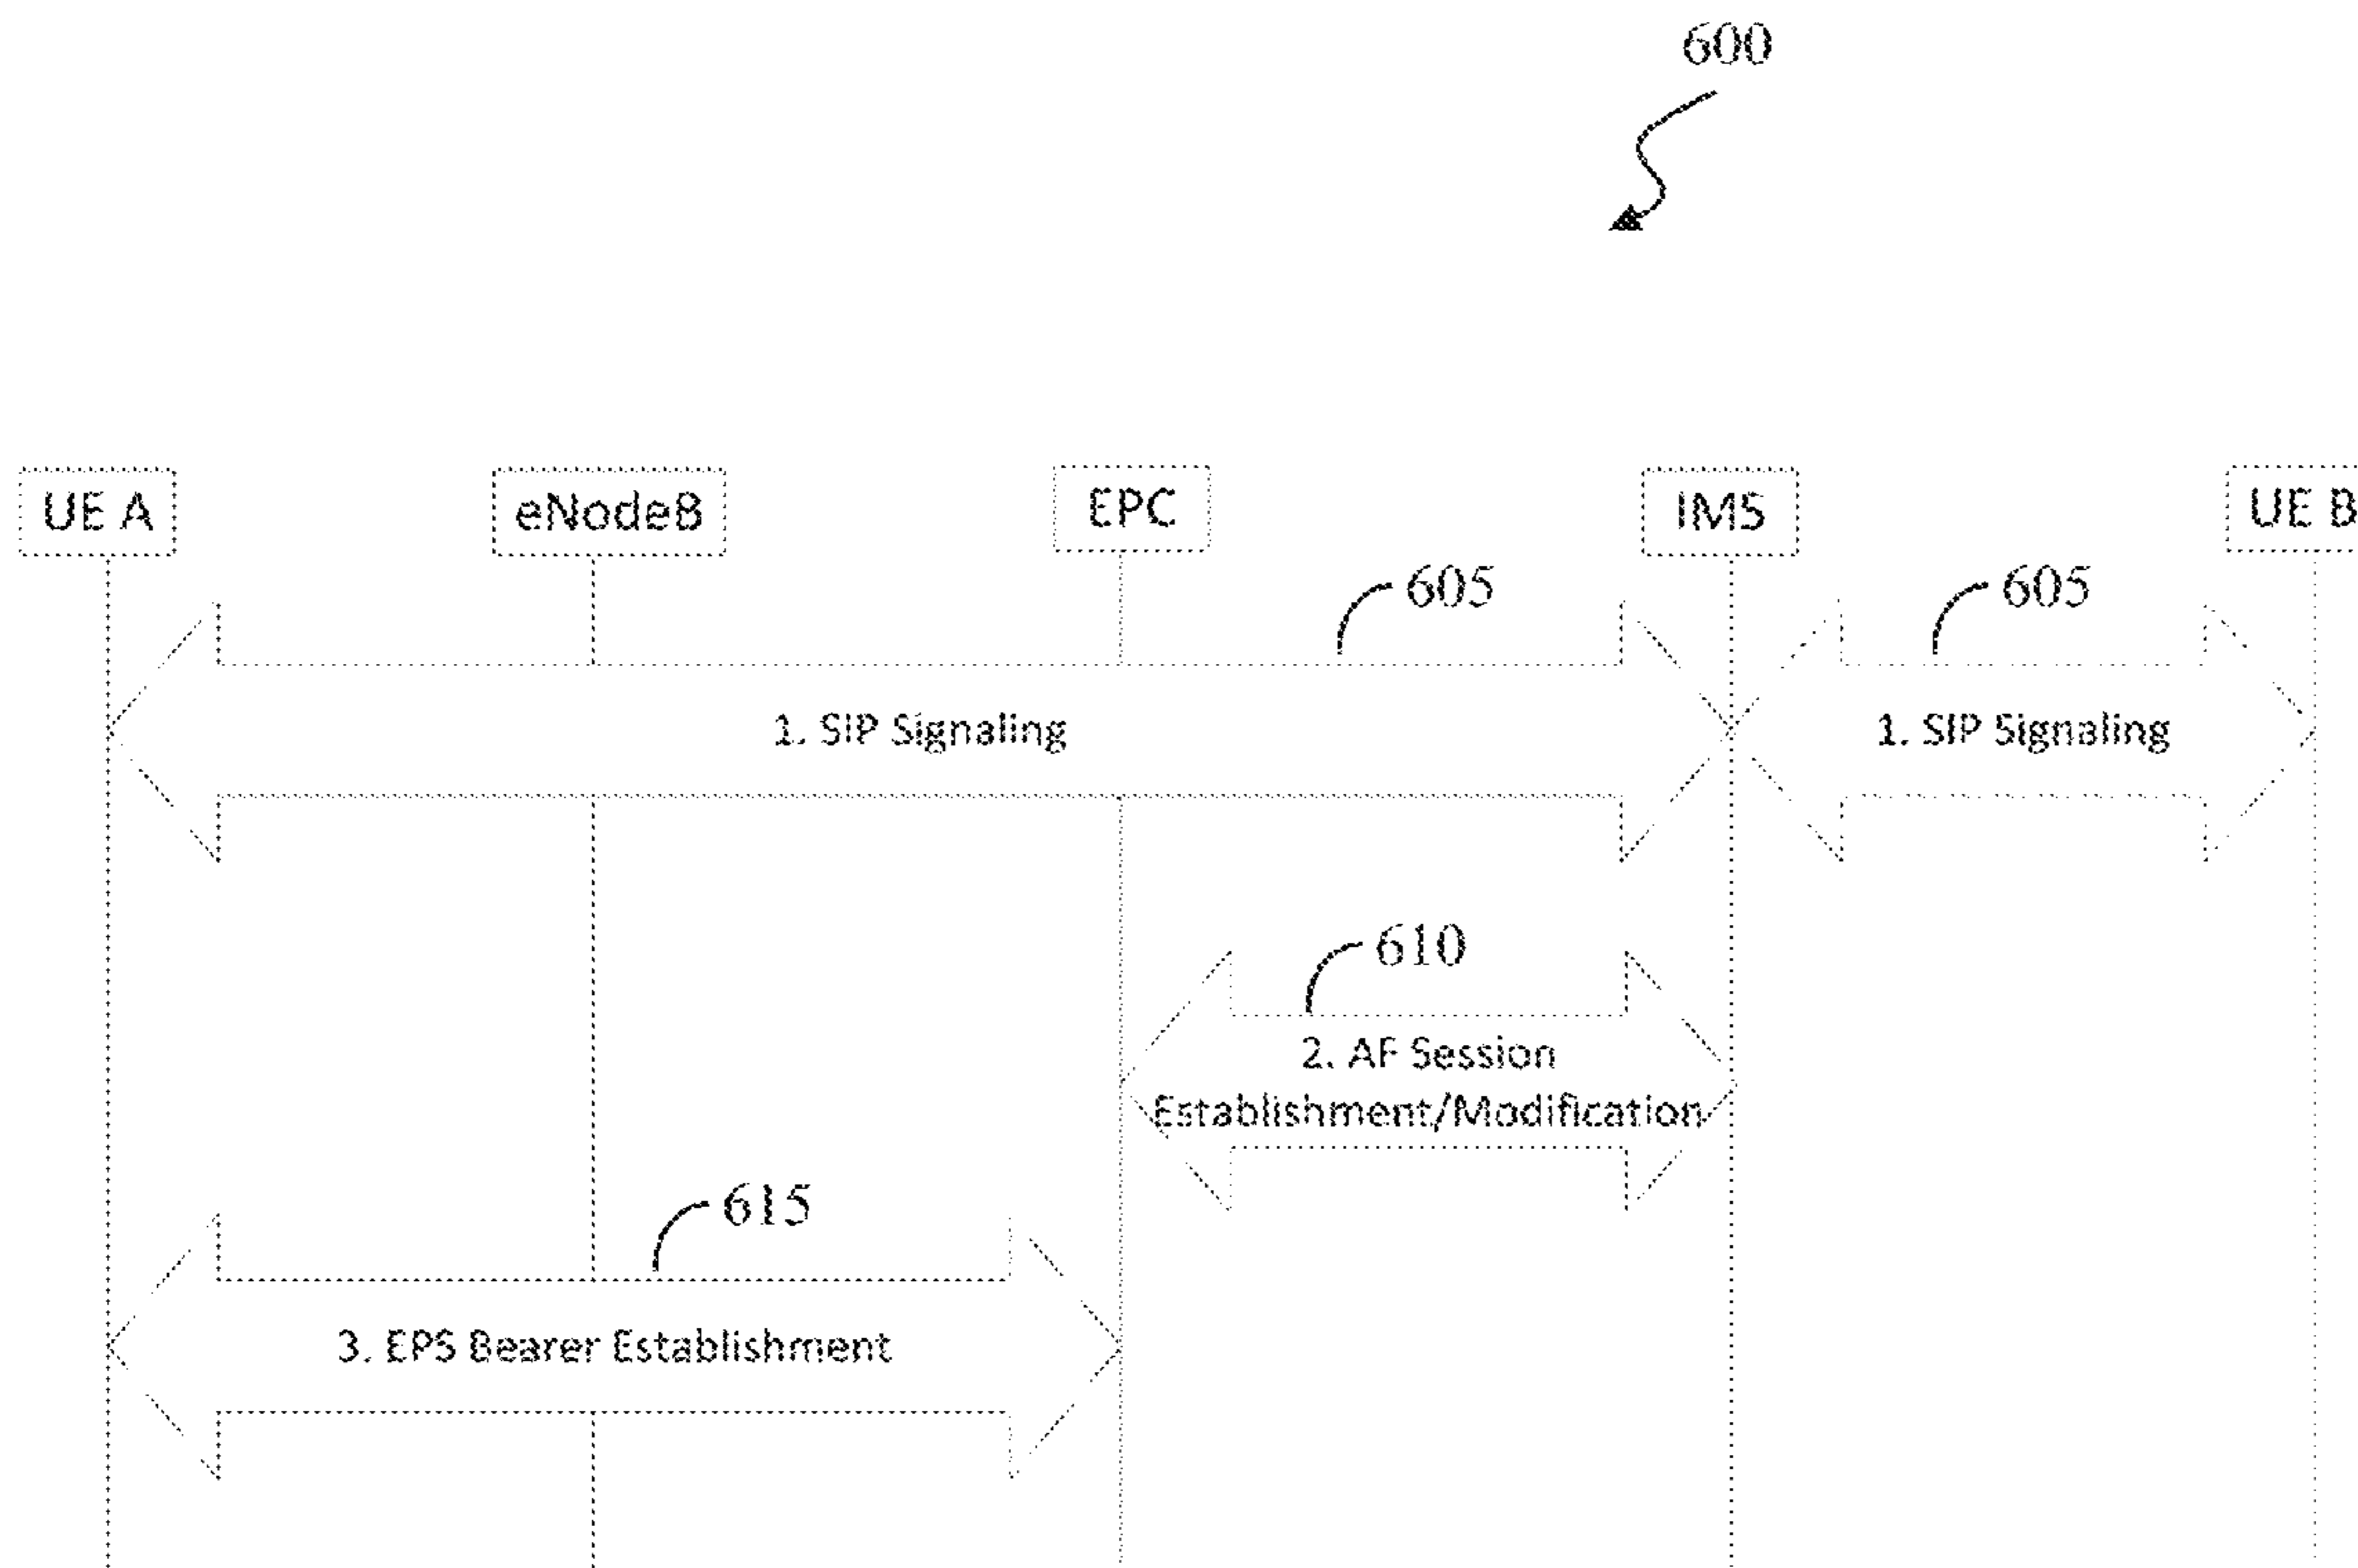 600
UE A
eNodeB
EPC
IMS
UE B
605
605
1. SIP Signaling
1. SIP Signaling
610
2. AF Session
Establishment/Modification
615
3. EPS Bearer Establishment